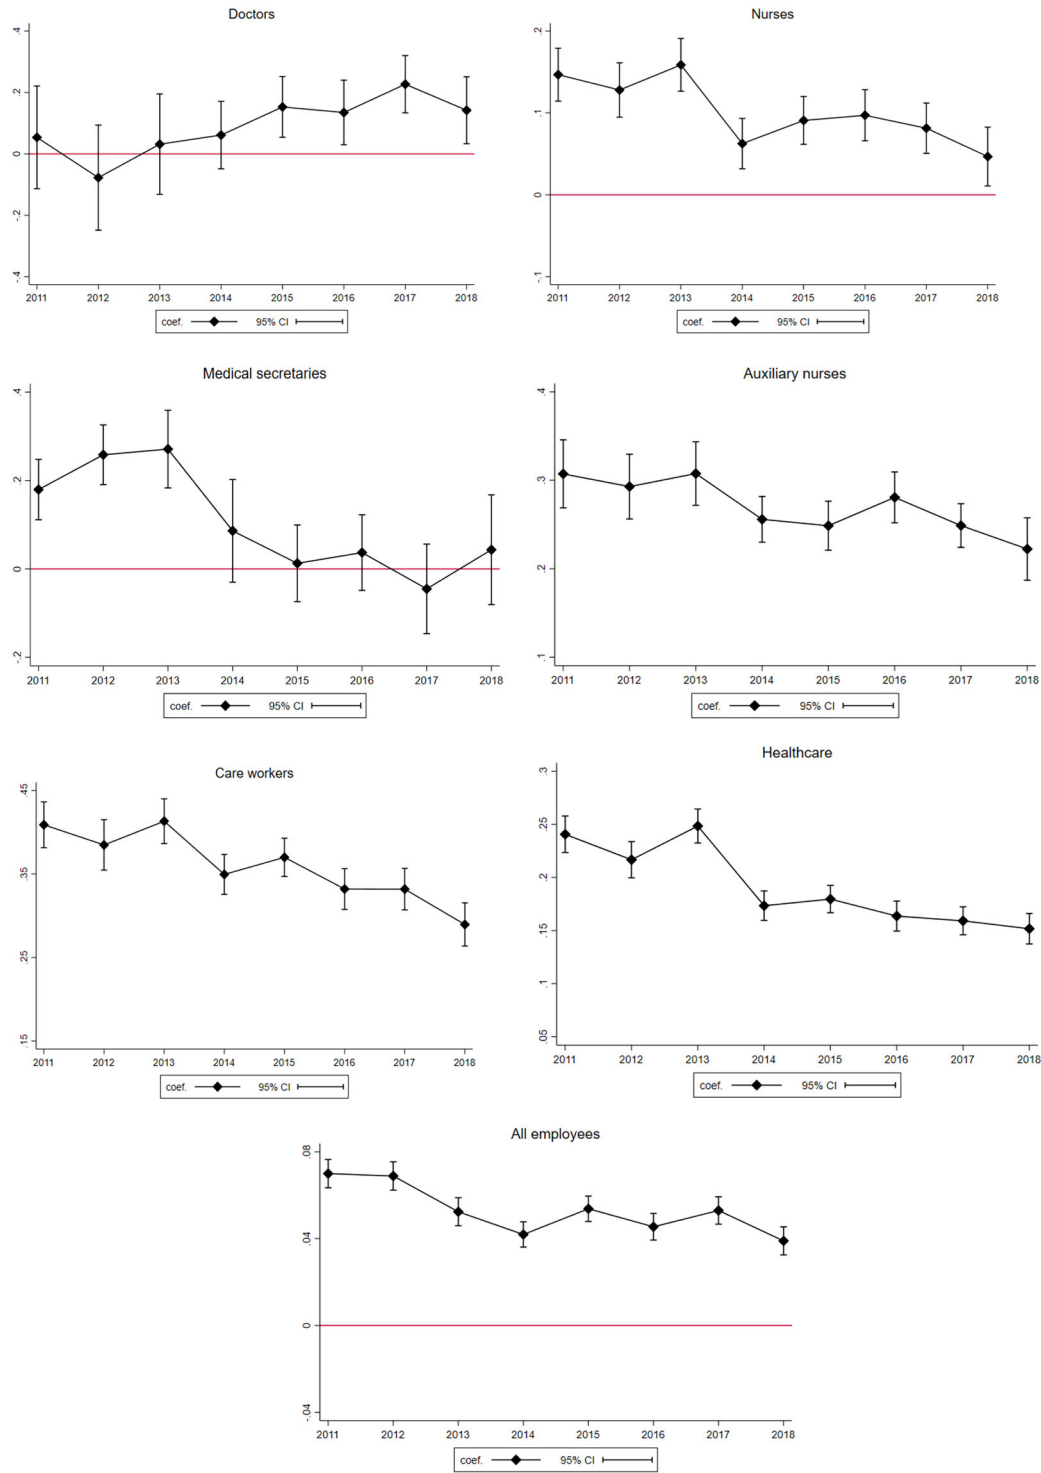 Doctors
.4
.2
0
-.2
-.4
2011 2012 2013 2014 2015 2016 2017 2018
coef. 95% CI
Nurses
.2
.1
0
-.1
2011 2012 2013 2014 2015 2016 2017 2018
coef. 95% CI
Medical secretaries
.4
.2
0
-.2
2011 2012 2013 2014 2015 2016 2017 2018
coef. 95% CI
Auxiliary nurses
.4
.3
.2
.1
2011 2012 2013 2014 2015 2016 2017 2018
coef. 95% CI
Care workers
.45
.35
.25
.15
2011 2012 2013 2014 2015 2016 2017 2018
coef. 95% CI
Healthcare
.3
.25
.2
.15
.1
.05
2011 2012 2013 2014 2015 2016 2017 2018
coef. 95% CI
All employees
.08
.04
0
-.04
2011 2012 2013 2014 2015 2016 2017 2018
coef. 95% CI